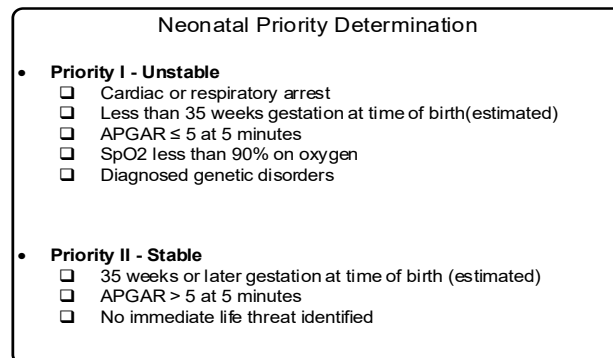 Neonatal Priority Determination
• Priority I - Unstable
❑ Cardiac or respiratory arrest
❑ Less than 35 weeks gestation at time of birth(estimated)
❑ APGAR ≤ 5 at 5 minutes
❑ SpO2 less than 90% on oxygen
❑ Diagnosed genetic disorders
• Priority II - Stable
❑ 35 weeks or later gestation at time of birth (estimated)
❑ APGAR > 5 at 5 minutes
❑ No immediate life threat identified